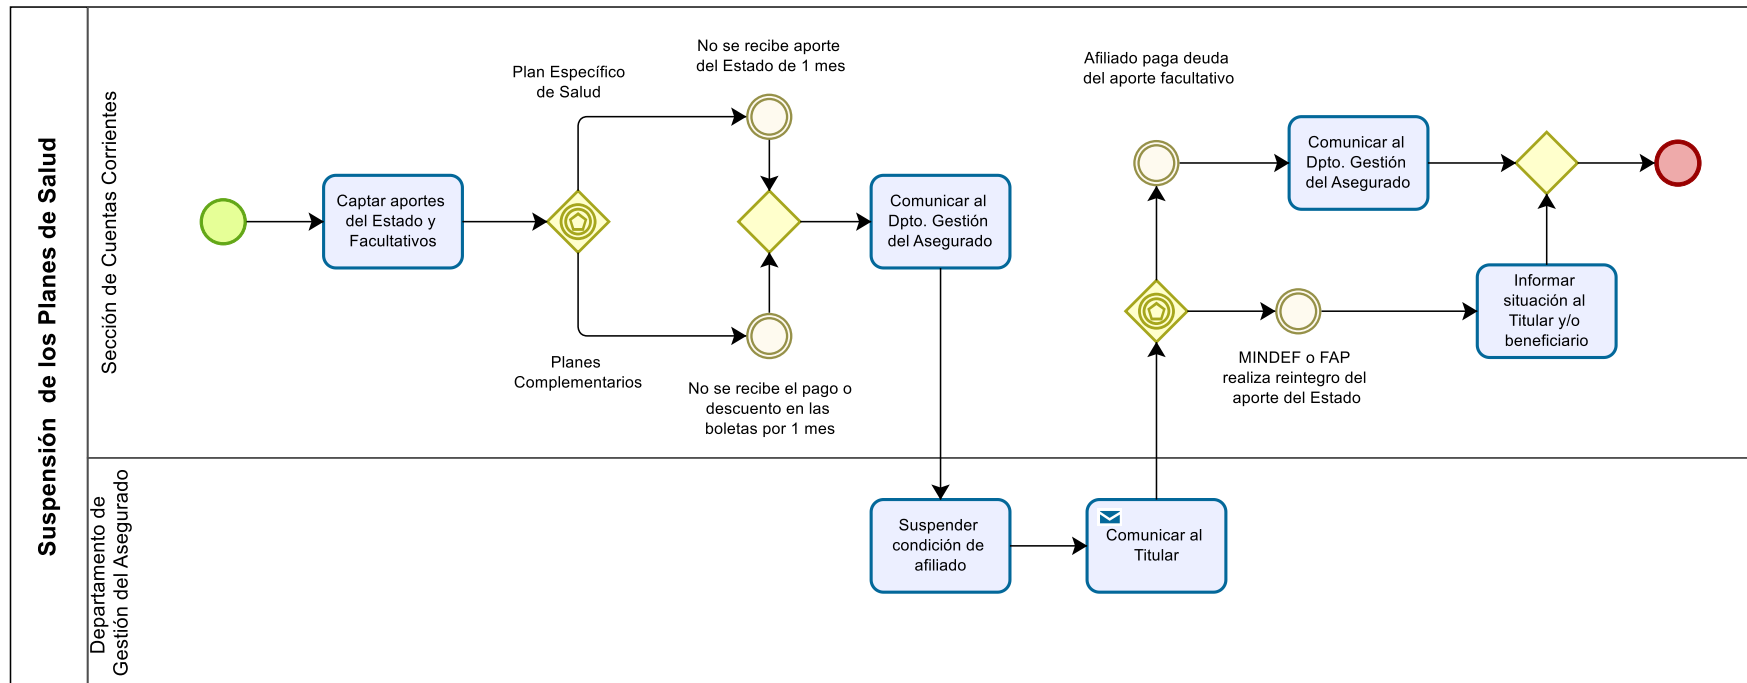 Suspensión  de los Planes de Salud
Sección de Cuentas Corrientes
Captar aportes
del Estado y
Facultativos
Plan Específico
de Salud
Planes
Complementarios
No se recibe aporte
del Estado de 1 mes
No se recibe el pago o
descuento en las
boletas por 1 mes
Comunicar al
Dpto. Gestión
del Asegurado
Afiliado paga deuda
del aporte facultativo
Comunicar al
Dpto. Gestión
del Asegurado
MINDEF o FAP
realiza reintegro del
aporte del Estado
Informar
situación al
Titular y/o
beneficiario
Departamento de
Gestión del Asegurado
Suspender
condición de
afiliado
Comunicar al
Titular